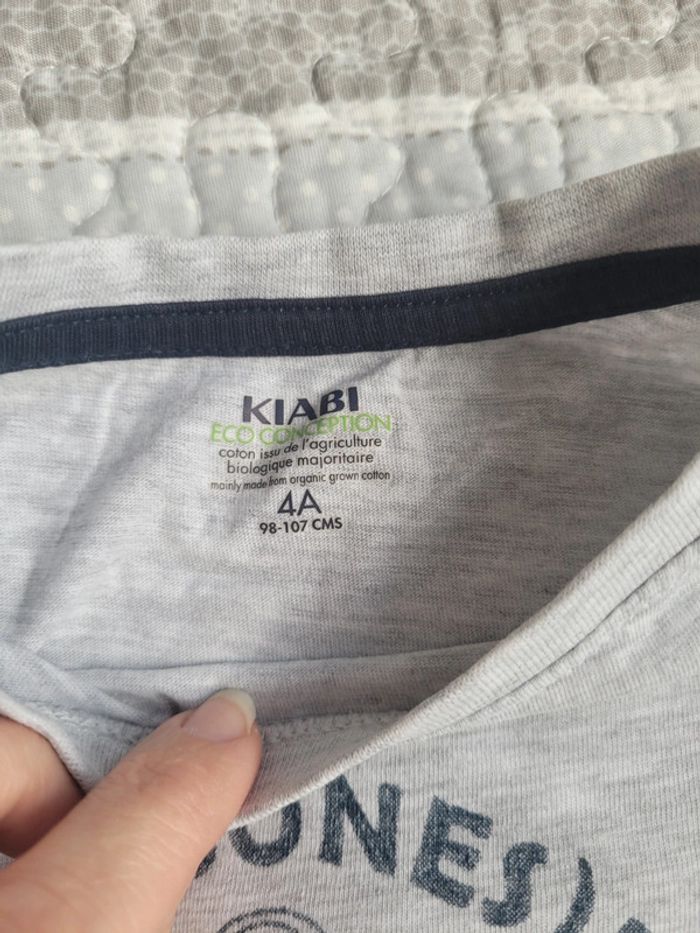 KIABI
ECO CONCEPTION
coton issu de l'agriculture
biologique majoritaire
mainly made from organic grown cotton
4A
98-107 CMS